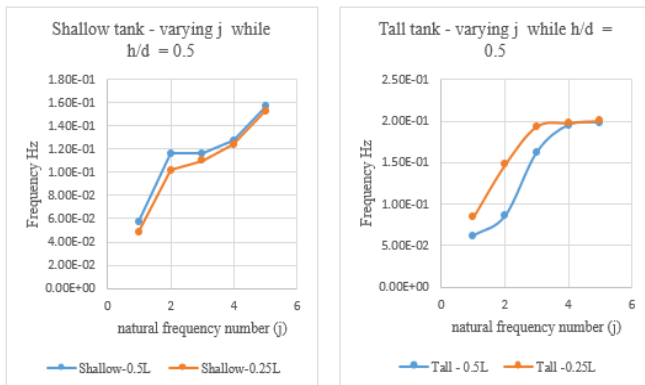 Shallow tank - varying j while
h/d = 0.5
1.80E-01
1.60E-01
1.40E-01
1.20E-01
1.00E-01
8.00E-02
6.00E-02
4.00E-02
2.00E-02
0.00E+00
Frequency Hz
0 2 4 6
natural frequency number (j)
Shallow-0.5L Shallow-0.25L
Tall tank - varying j while h/d =
0.5
2.50E-01
2.00E-01
1.50E-01
1.00E-01
5.00E-02
0.00E+00
Frequency Hz
0 2 4 6
natural frequency number (j)
Tall - 0.5L Tall -0.25L